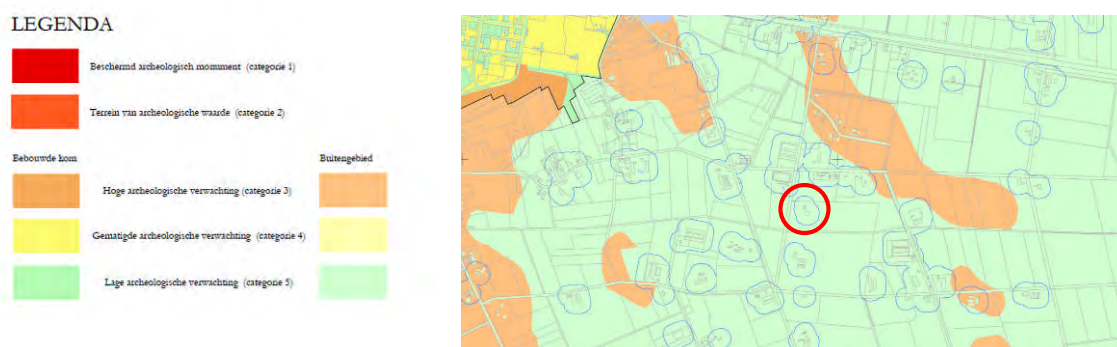 LEGENDA
Beschermd archeologisch monument (categorie 1)
Terrein van archeologische waarde (categorie 2)
Bebouwde kom
Buitengebied
Hoge archeologische verwachting (categorie 3)
Gematigde archeologische verwachting (categorie 4)
Lage archeologische verwachting (categorie 5)